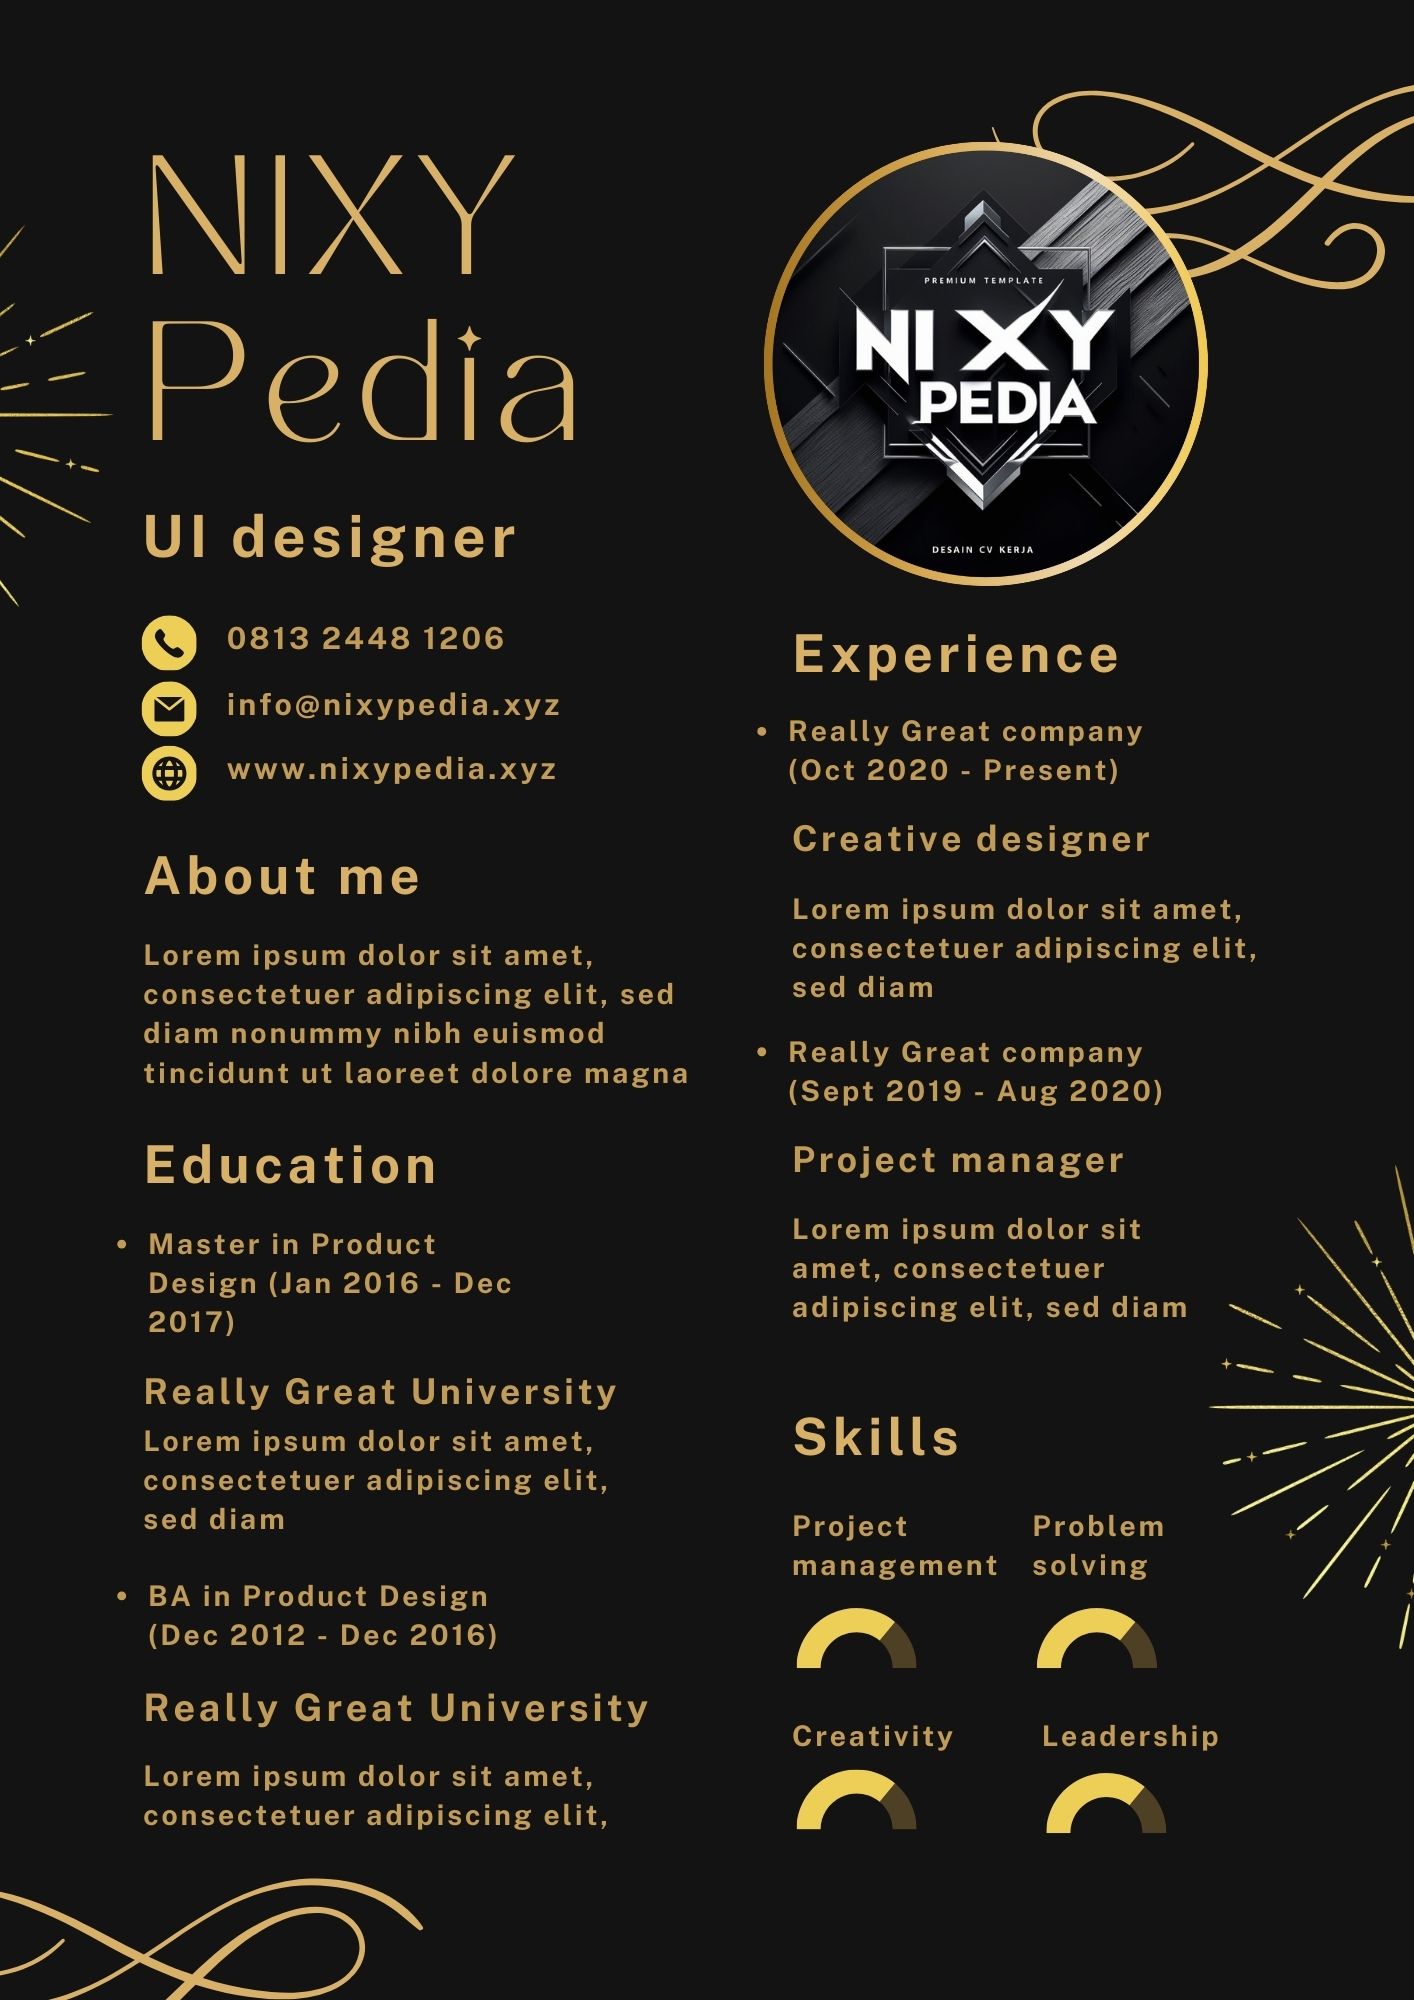 NIXY
Pedia
UI designer
0813 2448 1206
info@nixypedia.xyz
www.nixypedia.xyz
About me
Lorem ipsum dolor sit amet,
consectetuer adipiscing elit, sed
diam nonummy nibh euismod
tincidunt ut laoreet dolore magna
Education
• Master in Product
Design (Jan 2016 - Dec
2017)
Really Great University
Lorem ipsum dolor sit amet,
consectetuer adipiscing elit,
sed diam
• BA in Product Design
(Dec 2012 - Dec 2016)
Really Great University
Lorem ipsum dolor sit amet,
consectetuer adipiscing elit,
PREMIUM TEMPLATE
NIXY
PEDIA
DESAIN CV KERJA
Experience
• Really Great company
(Oct 2020 - Present)
Creative designer
Lorem ipsum dolor sit amet,
consectetuer adipiscing elit,
sed diam
• Really Great company
(Sept 2019 - Aug 2020)
Project manager
Lorem ipsum dolor sit
amet, consectetuer
adipiscing elit, sed diam
Skills
Project
management
Problem
solving
Creativity
Leadership